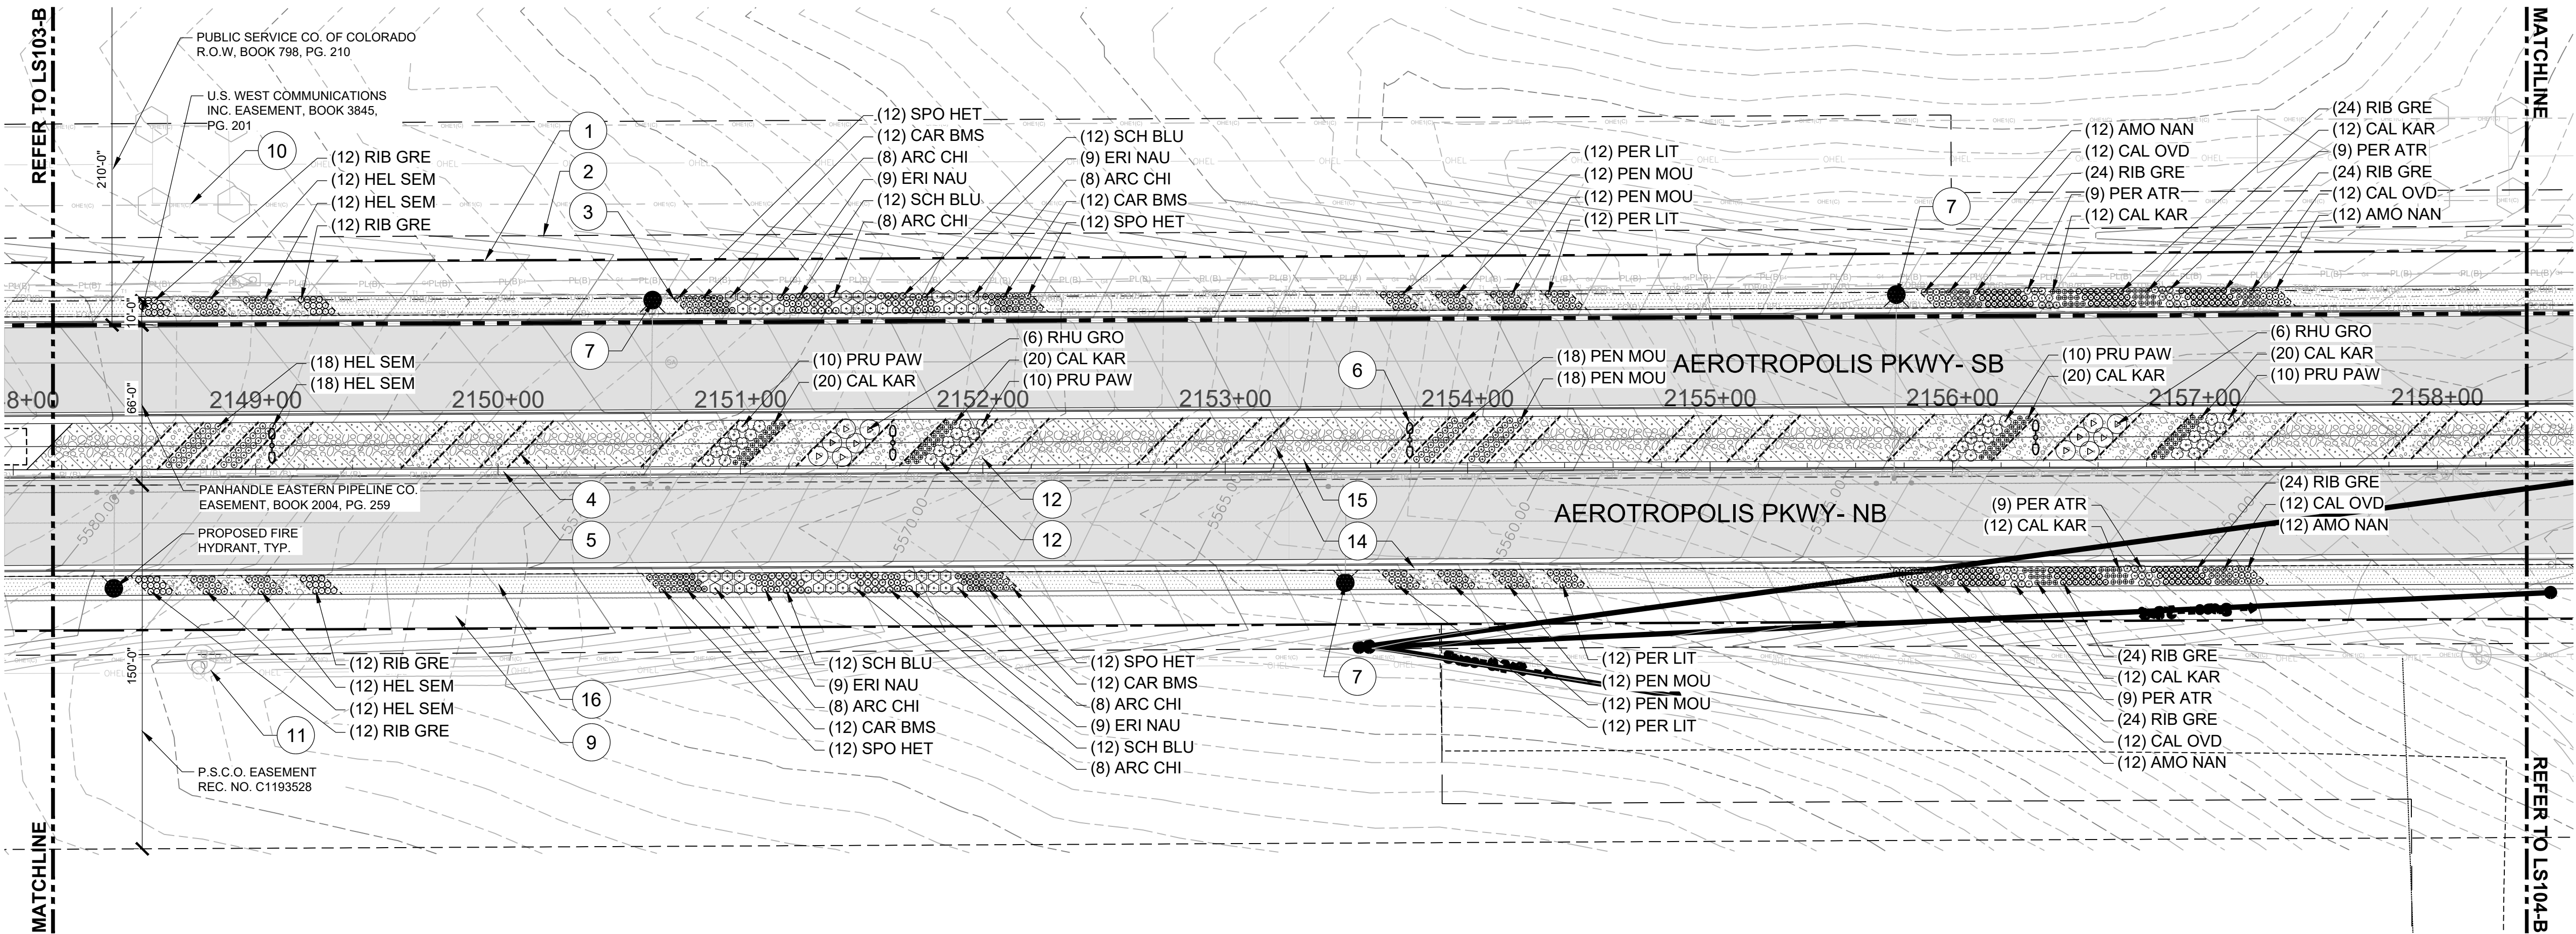 REFER TO LS103-B
MATCHLINE
PUBLIC SERVICE CO. OF COLORADO
R.O.W, BOOK 798, PG. 210
U.S. WEST COMMUNICATIONS
INC. EASEMENT, BOOK 3845,
PG. 201
210'-0"
10
1
2
3
(12) RIB GRE
(12) HEL SEM
(12) HEL SEM
(12) RIB GRE
(12) SPO HET
(12) CAR BMS
(8) ARC CHI
(9) ERI NAU
(12) SCH BLU
(8) ARC CHI
(12) SCH BLU
(9) ERI NAU
(8) ARC CHI
(12) CAR BMS
(12) SPO HET
(12) PER LIT
(12) PEN MOU
(12) PEN MOU
(12) PER LIT
7
(12) AMO NAN
(12) CAL OVD
(24) RIB GRE
(9) PER ATR
(12) CAL KAR
(24) RIB GRE
(12) CAL KAR
(9) PER ATR
(24) RIB GRE
(12) CAL OVD
(12) AMO NAN
10'-0"
7
(18) HEL SEM
(18) HEL SEM
(10) PRU PAW
(20) CAL KAR
(6) RHU GRO
(20) CAL KAR
(10) PRU PAW
6
(18) PEN MOU
(18) PEN MOU
AEROTROPOLIS PKWY- SB
(10) PRU PAW
(20) CAL KAR
(6) RHU GRO
(20) CAL KAR
(10) PRU PAW
66'-0"
8+00
2149+00
2150+00
2151+00
2152+00
2153+00
2154+00
2155+00
2156+00
2157+00
2158+00
PANHANDLE EASTERN PIPELINE CO.
EASEMENT, BOOK 2004, PG. 259
PROPOSED FIRE
HYDRANT, TYP.
4
5
12
12
15
14
5580.00
5570.00
5565.00
5560.00
AEROTROPOLIS PKWY- NB
(9) PER ATR
(12) CAL KAR
(24) RIB GRE
(12) CAL OVD
(12) AMO NAN
150'-0"
(12) RIB GRE
(12) HEL SEM
(12) HEL SEM
(12) RIB GRE
11
16
9
(12) SCH BLU
(9) ERI NAU
(8) ARC CHI
(12) CAR BMS
(12) SPO HET
(12) SPO HET
(12) CAR BMS
(8) ARC CHI
(9) ERI NAU
(12) SCH BLU
(8) ARC CHI
7
(12) PER LIT
(12) PEN MOU
(12) PEN MOU
(12) PER LIT
(24) RIB GRE
(12) CAL KAR
(9) PER ATR
(24) RIB GRE
(12) CAL OVD
(12) AMO NAN
P.S.C.O. EASEMENT
REC. NO. C1193528
MATCHLINE
REFER TO LS104-B